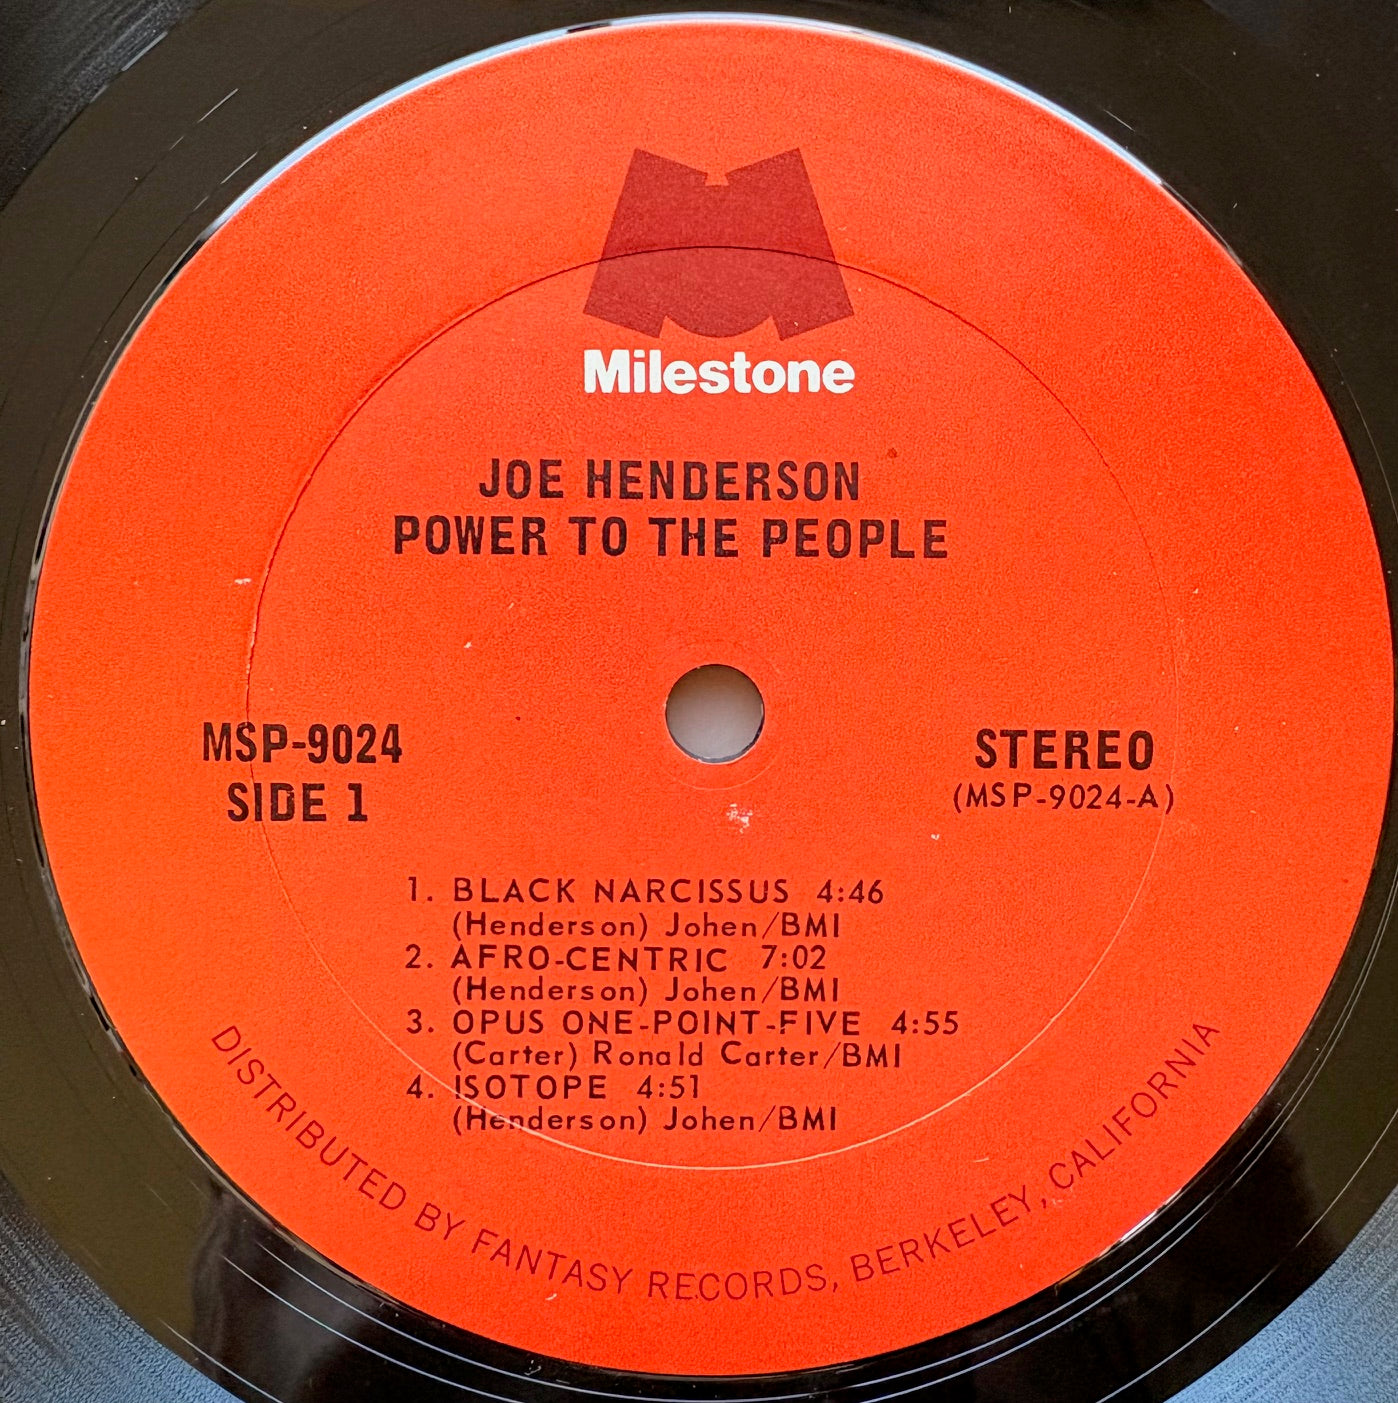 Milestone
JOE HENDERSON
POWER TO THE PEOPLE
MSP-9024
SIDE 1
STEREO
(MSP-9024-A)
1. BLACK NARCISSUS 4:46
(Henderson) Johen/BMI
2. AFRO-CENTRIC 7:02
(Henderson) Johen/BMI
3. OPUS ONE-POINT-FIVE 4:55
(Carter) Ronald Carter/BMI
4. ISOTOPE 4:51
(Henderson) Johen/BMI
DISTRIBUTED BY FANTASY RECORDS, BERKELEY, CALIFORNIA